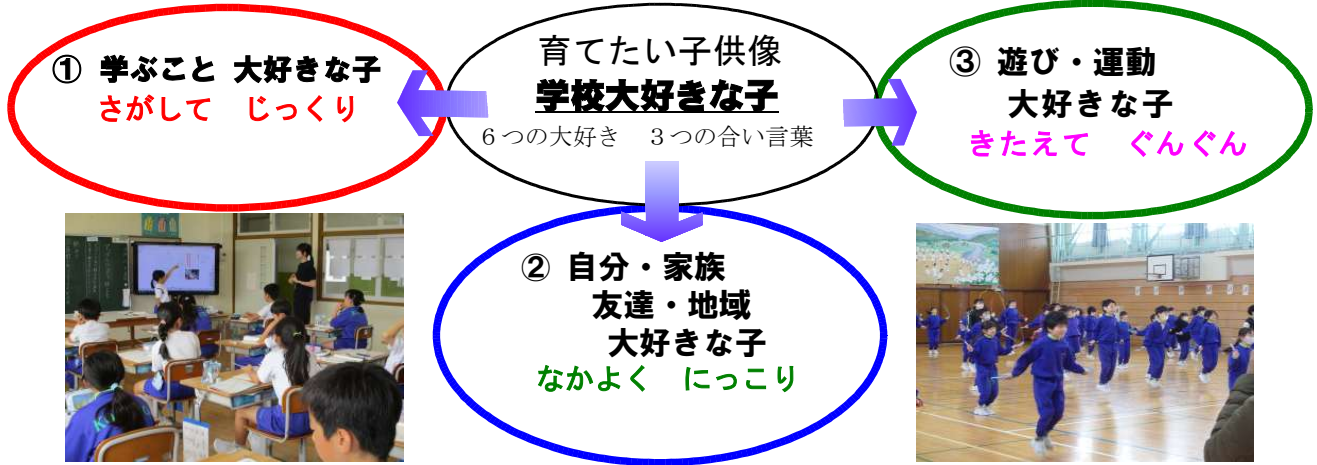 育てたい子供像
学校大好きな子
６つの大好き　３つの合い言葉
① 学ぶこと 大好きな子
さがして　じっくり
② 自分・家族
友達・地域
大好きな子
なかよく　にっこり
③ 遊び・運動
大好きな子
きたえて　ぐんぐん